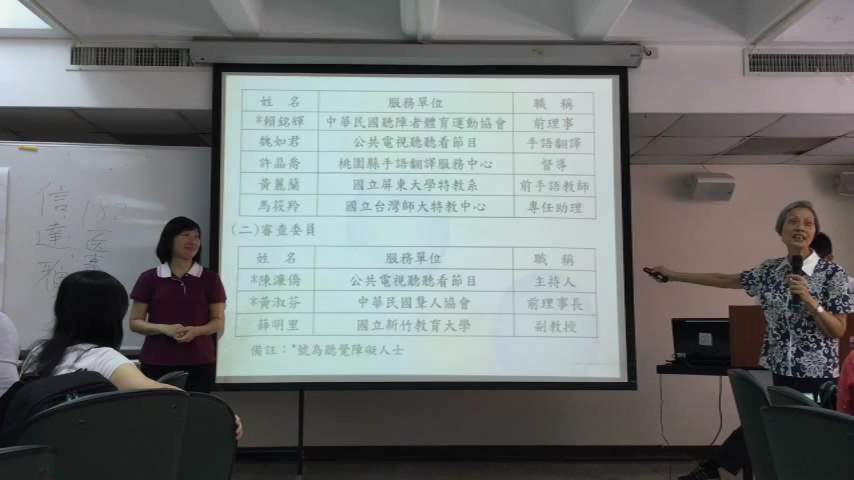 姓 名 服務單位 職 稱
*賴銘輝 中華民國聽障者體育運動協會 前理事
魏如君 公共電視聽聽看節目 手語翻譯
許晶喬 桃園縣手語翻譯服務中心 督導
黃麗蘭 國立屏東大學特教系 前手語教師
馬筱羚 國立台灣師大特教中心 專任助理
(二)審查委員
姓 名 服務單位 職 稱
*陳濂僑 公共電視聽聽看節目 主持人
*黃淑芬 中華民國聾人協會 前理事長
薛明里 國立新竹教育大學 副教授
備註：*號為聽覺障礙人士
信、達、雅